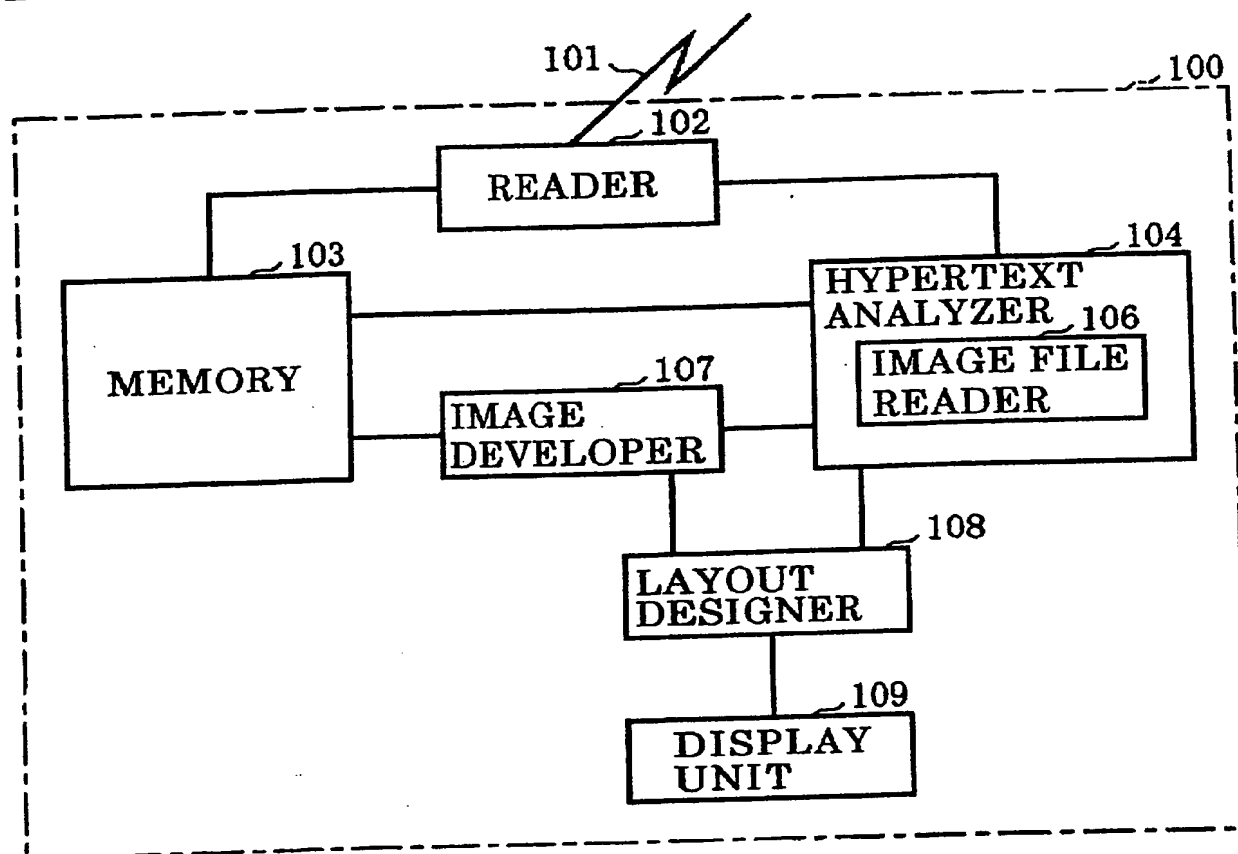 101
100
102
READER
103
104
MEMORY
HYPERTEXT
ANALYZER
106
IMAGE FILE
READER
107
IMAGE
DEVELOPER
108
LAYOUT
DESIGNER
109
DISPLAY
UNIT